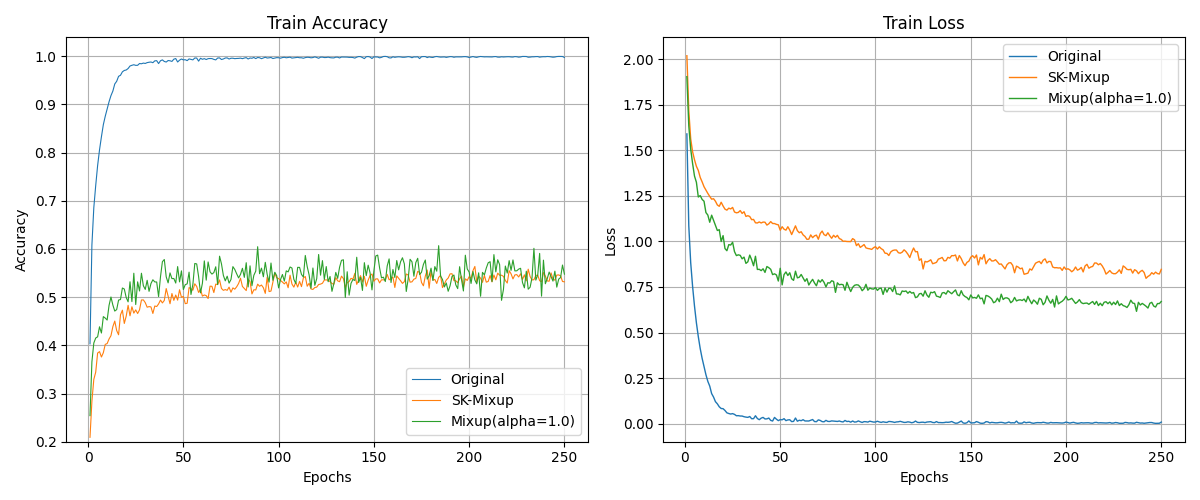 Train Accuracy
Accuracy
1.0
0.9
0.8
0.7
0.6
0.5
0.4
0.3
0.2
0
50
100
150
200
250
Epochs
Original
SK-Mixup
Mixup(alpha=1.0)
Train Loss
Loss
2.00
1.75
1.50
1.25
1.00
0.75
0.50
0.25
0.00
0
50
100
150
200
250
Epochs
Original
SK-Mixup
Mixup(alpha=1.0)